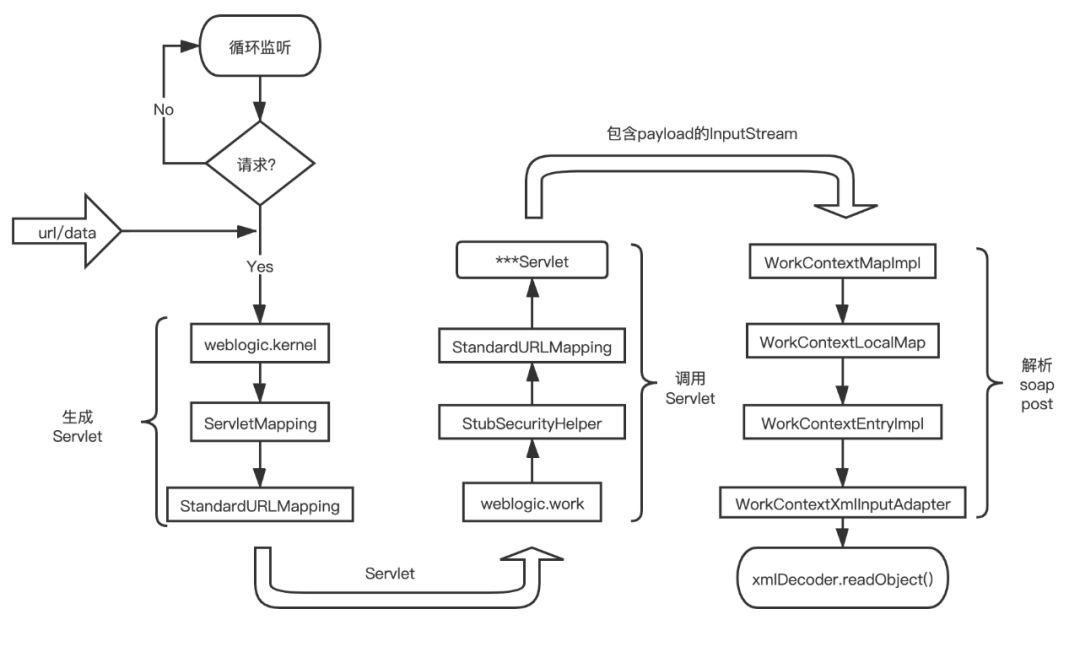 循环监听
No
请求?
url/data
Yes
weblogic.kernel
ServletMapping
StandardURLMapping
生成
Servlet
Servlet
***Servlet
StandardURLMapping
StubSecurityHelper
weblogic.work
调用
Servlet
包含payload的InputStream
WorkContextMapImpl
WorkContextLocalMap
WorkContextEntryImpl
WorkContextXmlInputAdapter
xmlDecoder.readObject()
解析
soap
post